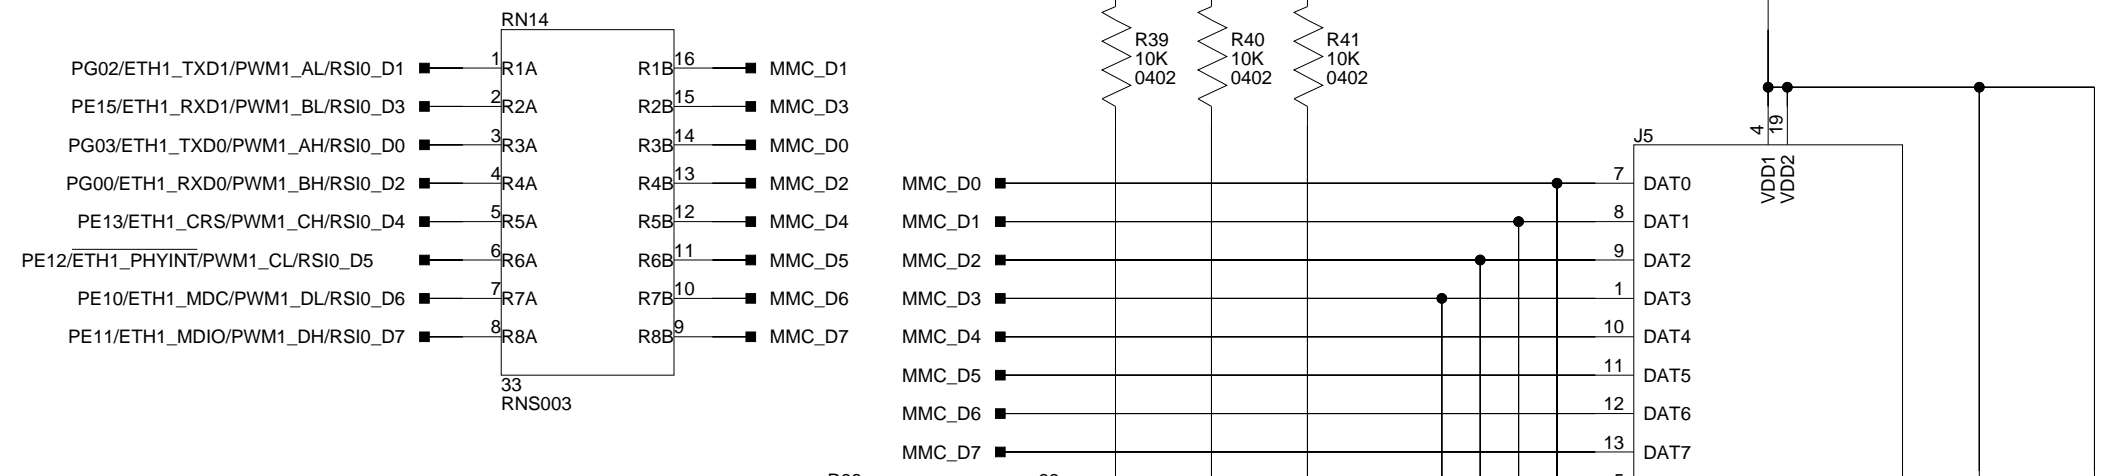 RN14
PG02/ETH1_TXD1/PWM1_AL/RSI0_D1 1 R1A R1B 16 MMC_D1
PE15/ETH1_RXD1/PWM1_BL/RSI0_D3 2 R2A R2B 15 MMC_D3
PG03/ETH1_TXD0/PWM1_AH/RSI0_D0 3 R3A R3B 14 MMC_D0
PG00/ETH1_RXD0/PWM1_BH/RSI0_D2 4 R4A R4B 13 MMC_D2
PE13/ETH1_CRS/PWM1_CH/RSI0_D4 5 R5A R5B 12 MMC_D4
PE12/ETH1_PHYINT/PWM1_CL/RSI0_D5 6 R6A R6B 11 MMC_D5
PE10/ETH1_MDC/PWM1_DL/RSI0_D6 7 R7A R7B 10 MMC_D6
PE11/ETH1_MDIO/PWM1_DH/RSI0_D7 8 R8A R8B 9 MMC_D7
33
RNS003
R39
10K
0402
R40
10K
0402
R41
10K
0402
J5
4 19
VDD1
VDD2
MMC_D0 7 DAT0
MMC_D1 8 DAT1
MMC_D2 9 DAT2
MMC_D3 1 DAT3
MMC_D4 10 DAT4
MMC_D5 11 DAT5
MMC_D6 12 DAT6
MMC_D7 13 DAT7